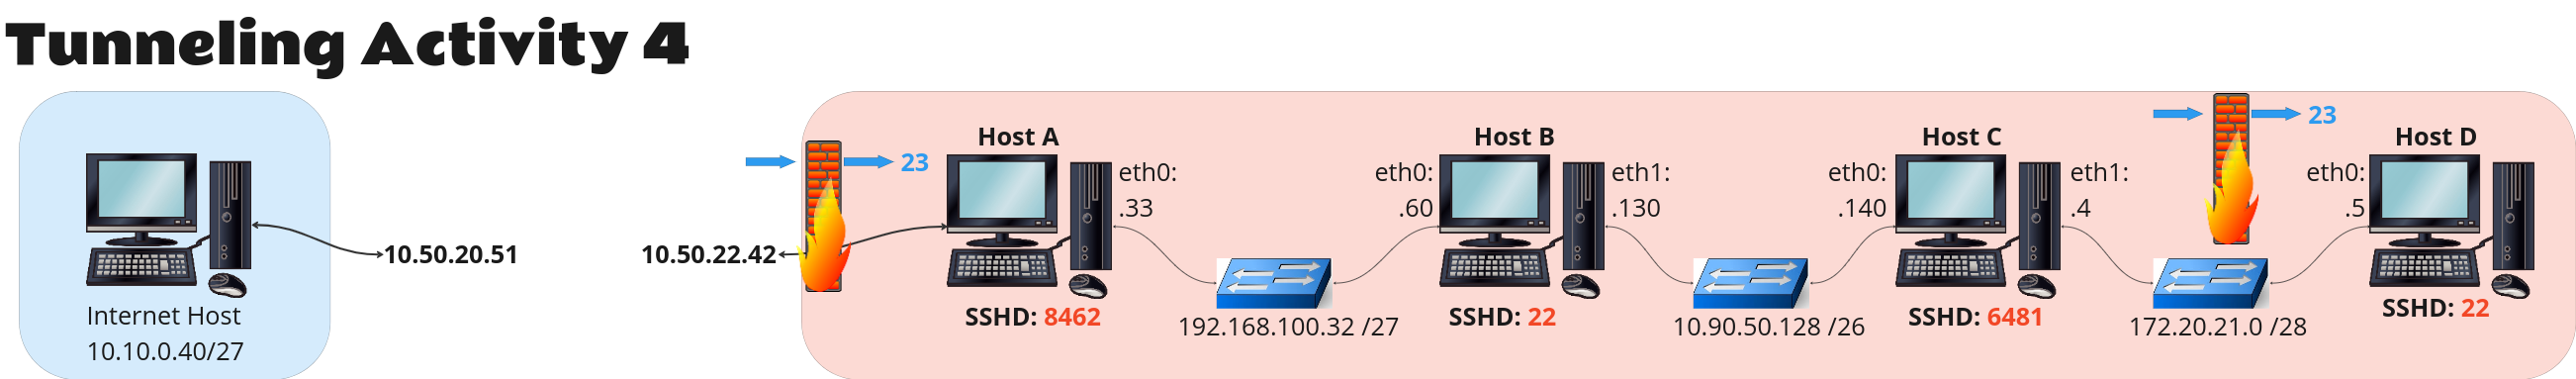 Tunneling Activity 4
Internet Host
10.10.0.40/27
10.50.20.51
10.50.22.42
23
Host A
eth0:
.33
SSHD: 8462
192.168.100.32 /27
Host B
eth0:
.60
eth1:
.130
SSHD: 22
10.90.50.128 /26
Host C
eth0:
.140
eth1:
.4
SSHD: 6481
172.20.21.0 /28
23
Host D
eth0:
.5
SSHD: 22